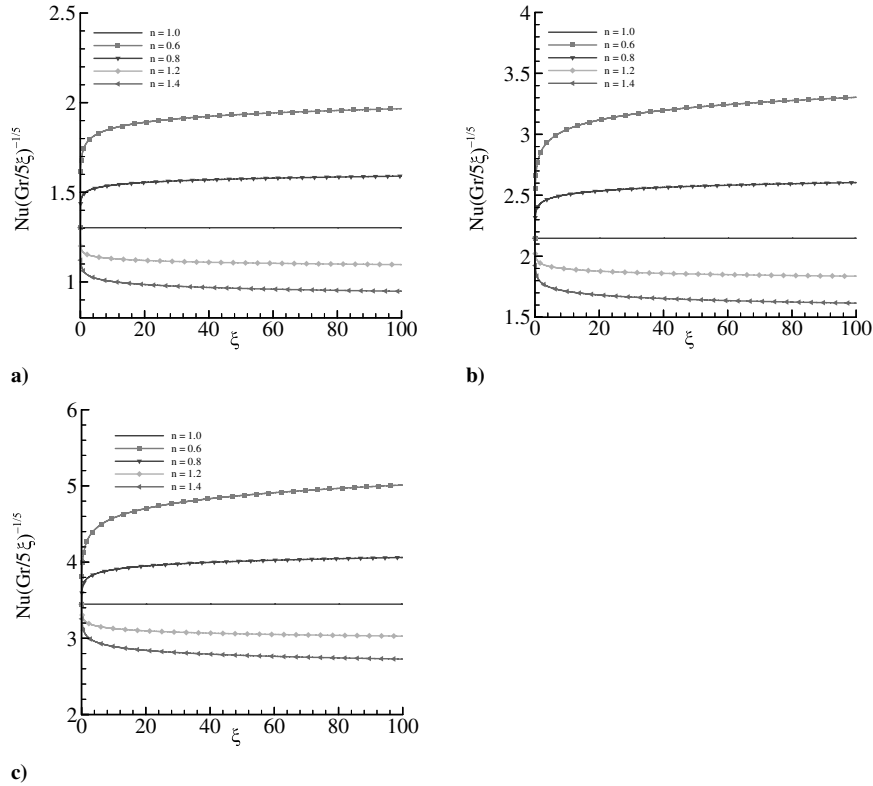 2.5
n = 1.0
n = 0.6
n = 0.8
n = 1.2
n = 1.4
2
1.5
1
Nu(Gr/5ξ)^{-1/5}
0 20 40 60 80 100
ξ
a)
4
n = 1.0
n = 0.6
n = 0.8
n = 1.2
n = 1.4
3.5
3
2.5
2
1.5
Nu(Gr/5ξ)^{-1/5}
0 20 40 60 80 100
ξ
b)
6
n = 1.0
n = 0.6
n = 0.8
n = 1.2
n = 1.4
5
4
3
2
Nu(Gr/5ξ)^{-1/5}
0 20 40 60 80 100
ξ
c)